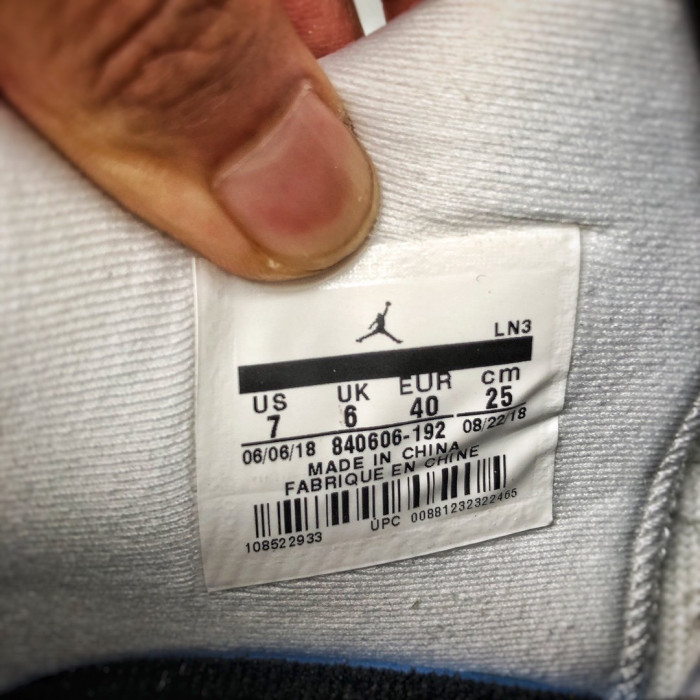 LN3
US UK EUR cm
7 6 40 25
06/06/18 840606-192 08/22/18
MADE IN CHINA
FABRIQUE EN CHINE
108522933 UPC 00881232322465